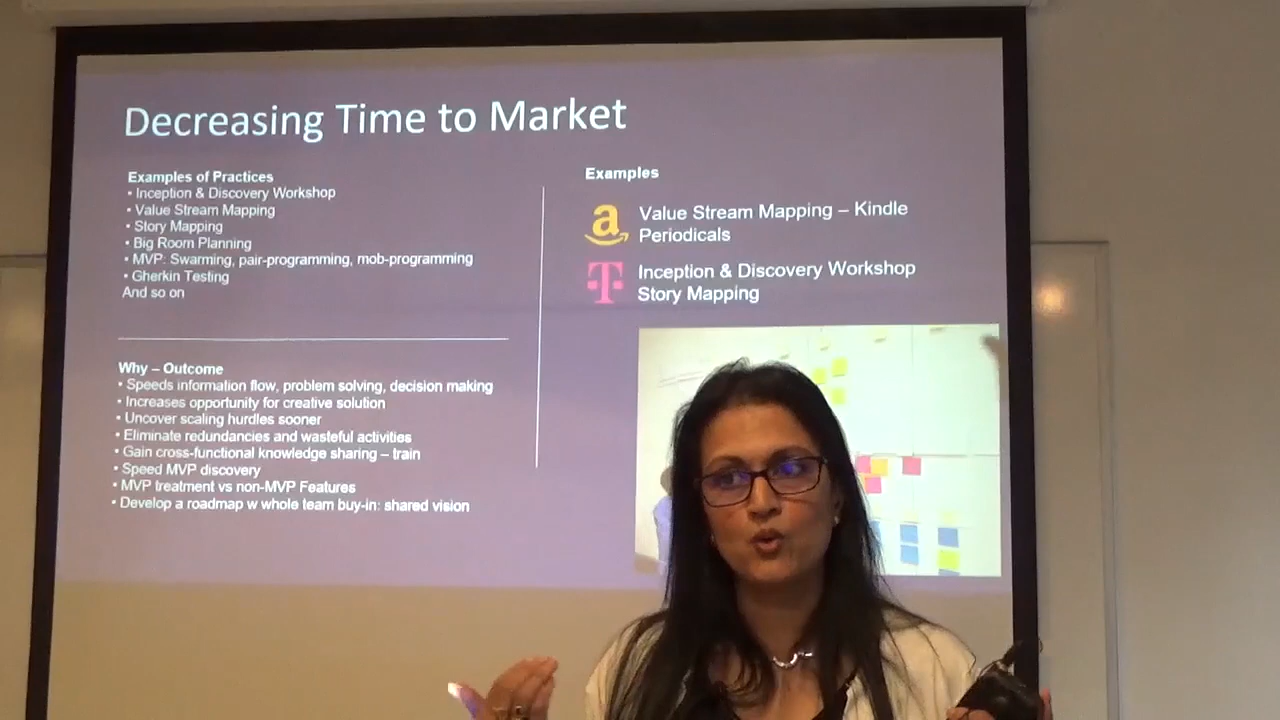 Decreasing Time to Market
Examples of Practices
• Inception & Discovery Workshop
• Value Stream Mapping
• Story Mapping
• Big Room Planning
• MVP: Swarming, pair-programming, mob-programming
• Gherkin Testing
And so on
Why – Outcome
• Speeds information flow, problem solving, decision making
• Increases opportunity for creative solution
• Uncover scaling hurdles sooner
• Eliminate redundancies and wasteful activities
• Gain cross-functional knowledge sharing – train
• Speed MVP discovery
• MVP treatment vs non-MVP Features
• Develop a roadmap w whole team buy-in: shared vision
Examples
a Value Stream Mapping – Kindle
Periodicals
T Inception & Discovery Workshop
Story Mapping